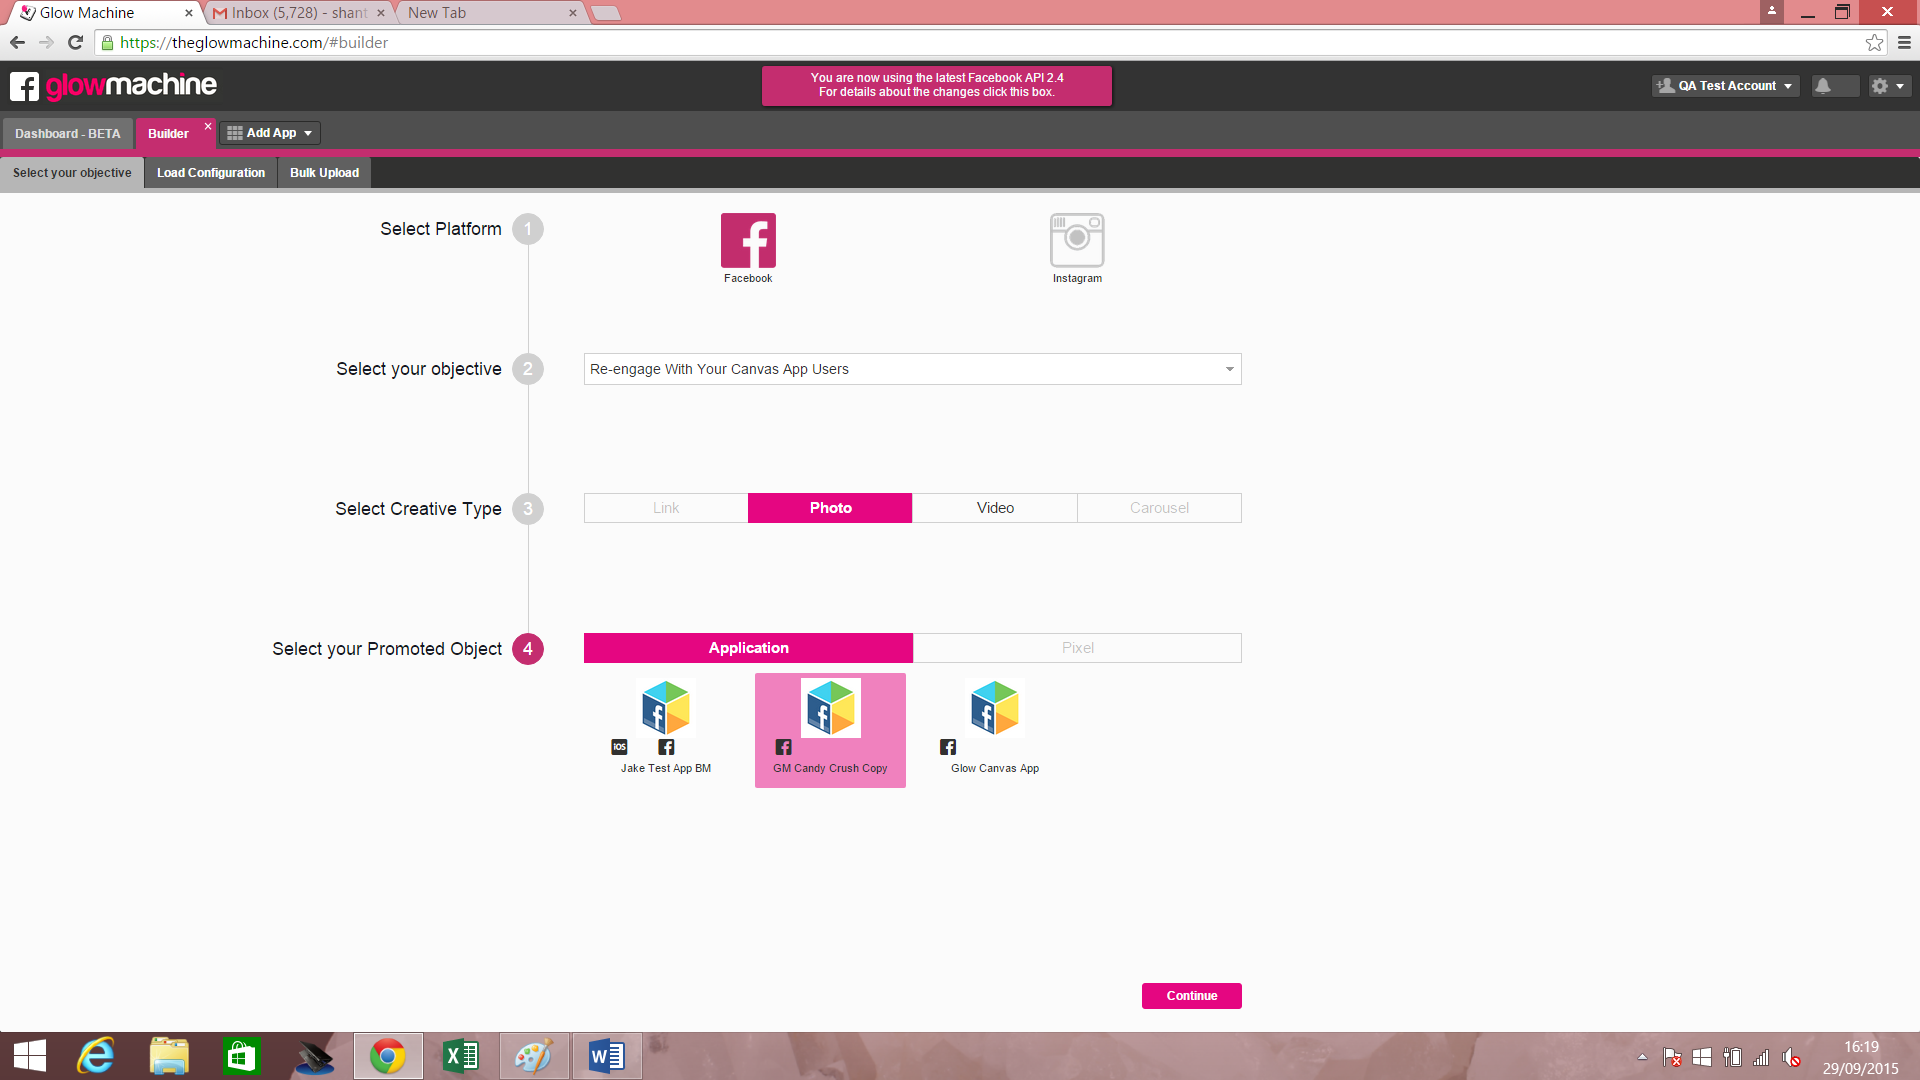 Glow Machine
Inbox (5,728) - shant
New Tab
https://theglowmachine.com/#builder
glowmachine
You are now using the latest Facebook API 2.4
For details about the changes click this box.
QA Test Account
Dashboard - BETA
Builder
Add App
Select your objective
Load Configuration
Bulk Upload
Select Platform
1
Facebook
Instagram
Select your objective
2
Re-engage With Your Canvas App Users
Select Creative Type
3
Link
Photo
Video
Carousel
Select your Promoted Object
4
Application
Pixel
iOS
Jake Test App BM
GM Candy Crush Copy
Glow Canvas App
Continue
16:19
29/09/2015